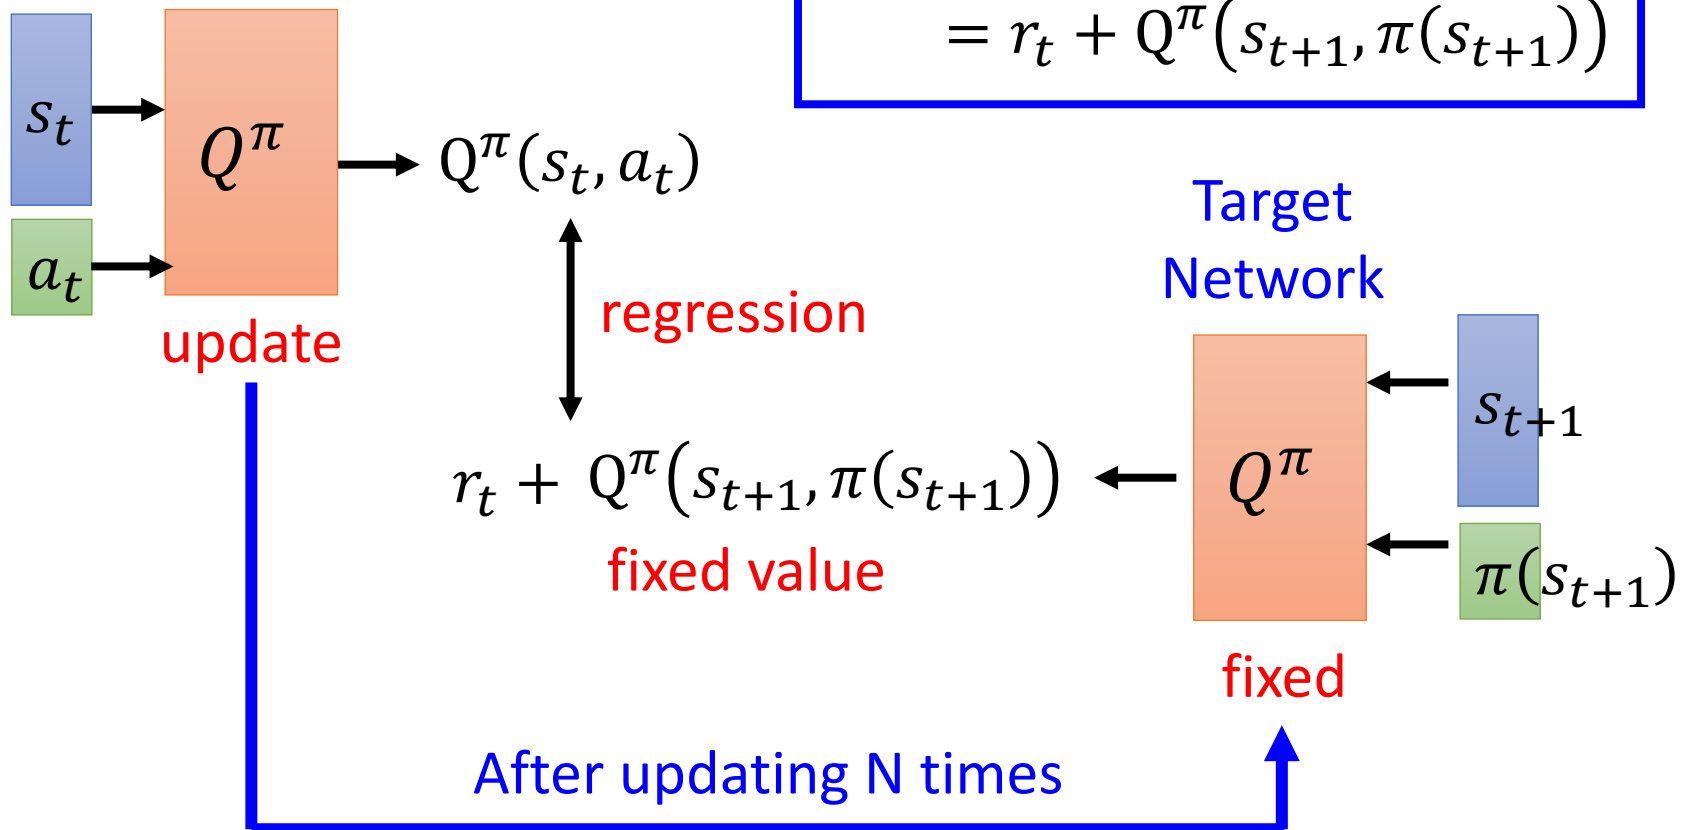 = r_t + Q^π(s_{t+1}, π(s_{t+1}))
s_t
Q^π
Q^π(s_t, a_t)
a_t
update
regression
Target
Network
s_{t+1}
Q^π
r_t + Q^π(s_{t+1}, π(s_{t+1}))
π(s_{t+1})
fixed value
fixed
After updating N times